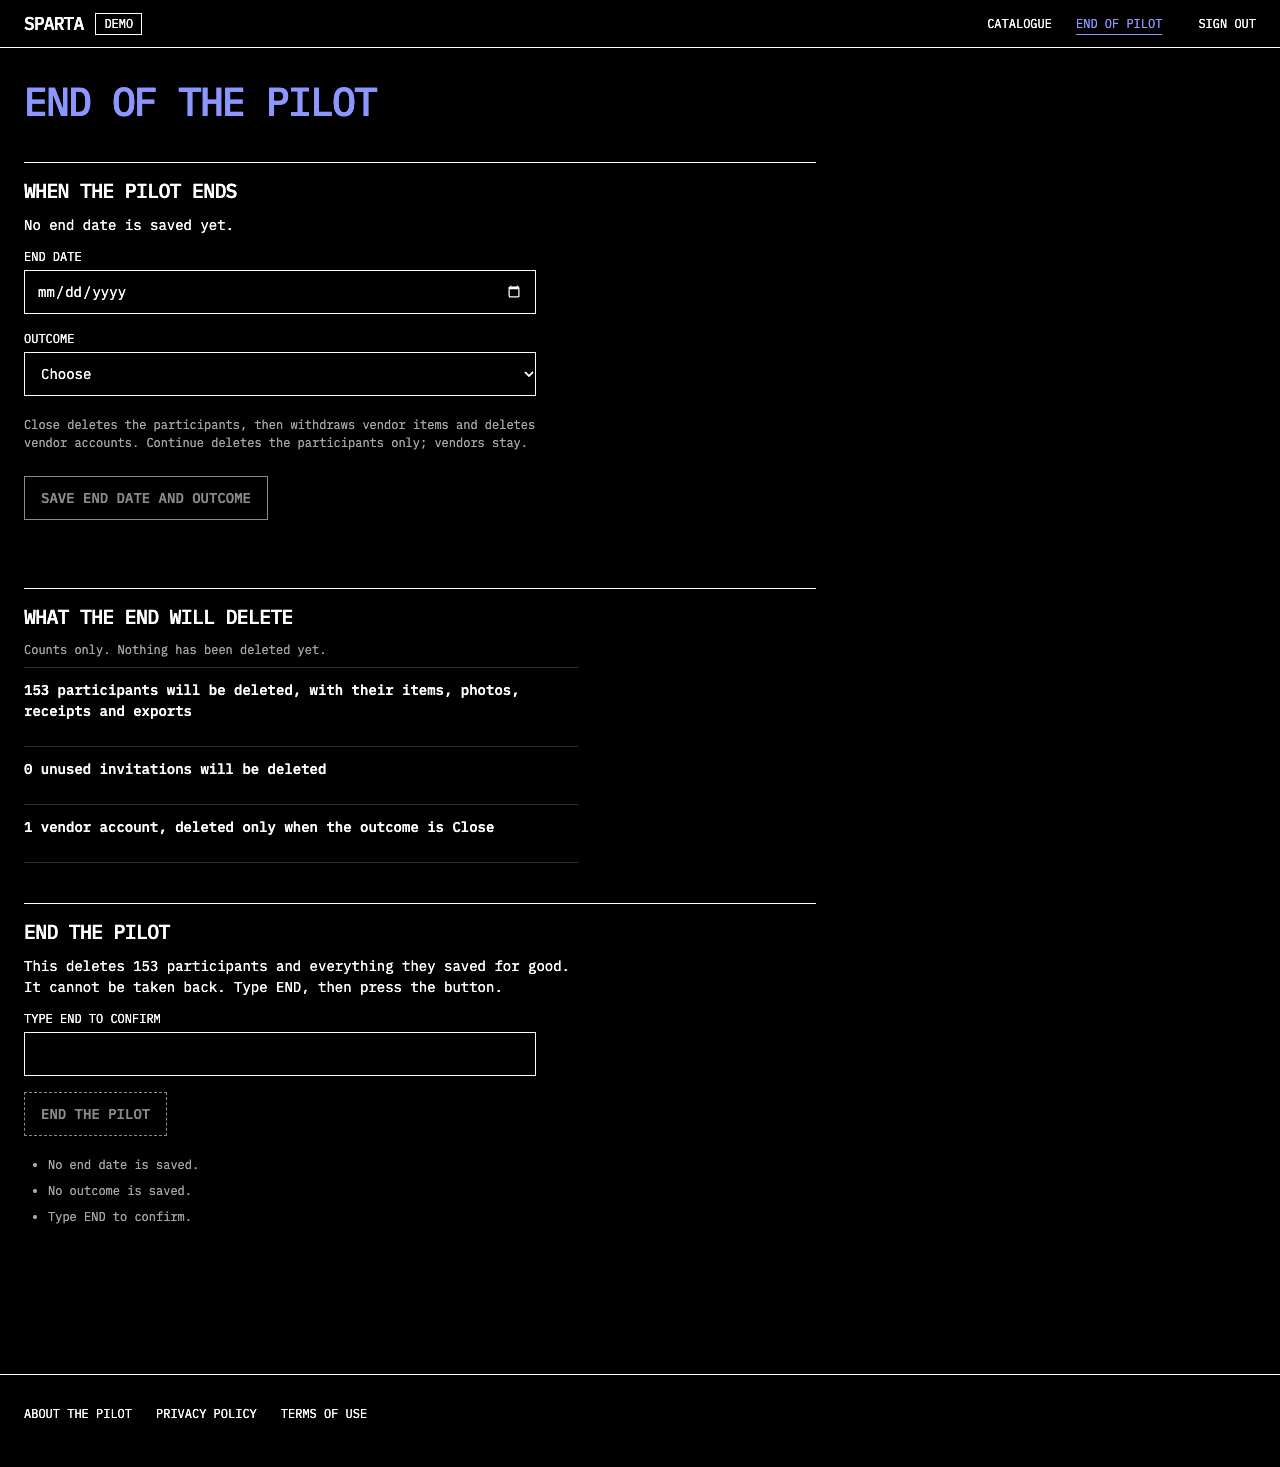 SPARTA DEMO CATALOGUE END OF PILOT SIGN OUT
END OF THE PILOT
WHEN THE PILOT ENDS
No end date is saved yet.
END DATE
mm/dd/yyyy
OUTCOME
Choose
Close deletes the participants, then withdraws vendor items and deletes
vendor accounts. Continue deletes the participants only; vendors stay.
SAVE END DATE AND OUTCOME
WHAT THE END WILL DELETE
Counts only. Nothing has been deleted yet.
153 participants will be deleted, with their items, photos,
receipts and exports
0 unused invitations will be deleted
1 vendor account, deleted only when the outcome is Close
END THE PILOT
This deletes 153 participants and everything they saved for good.
It cannot be taken back. Type END, then press the button.
TYPE END TO CONFIRM
END THE PILOT
• No end date is saved.
• No outcome is saved.
• Type END to confirm.
ABOUT THE PILOT PRIVACY POLICY TERMS OF USE